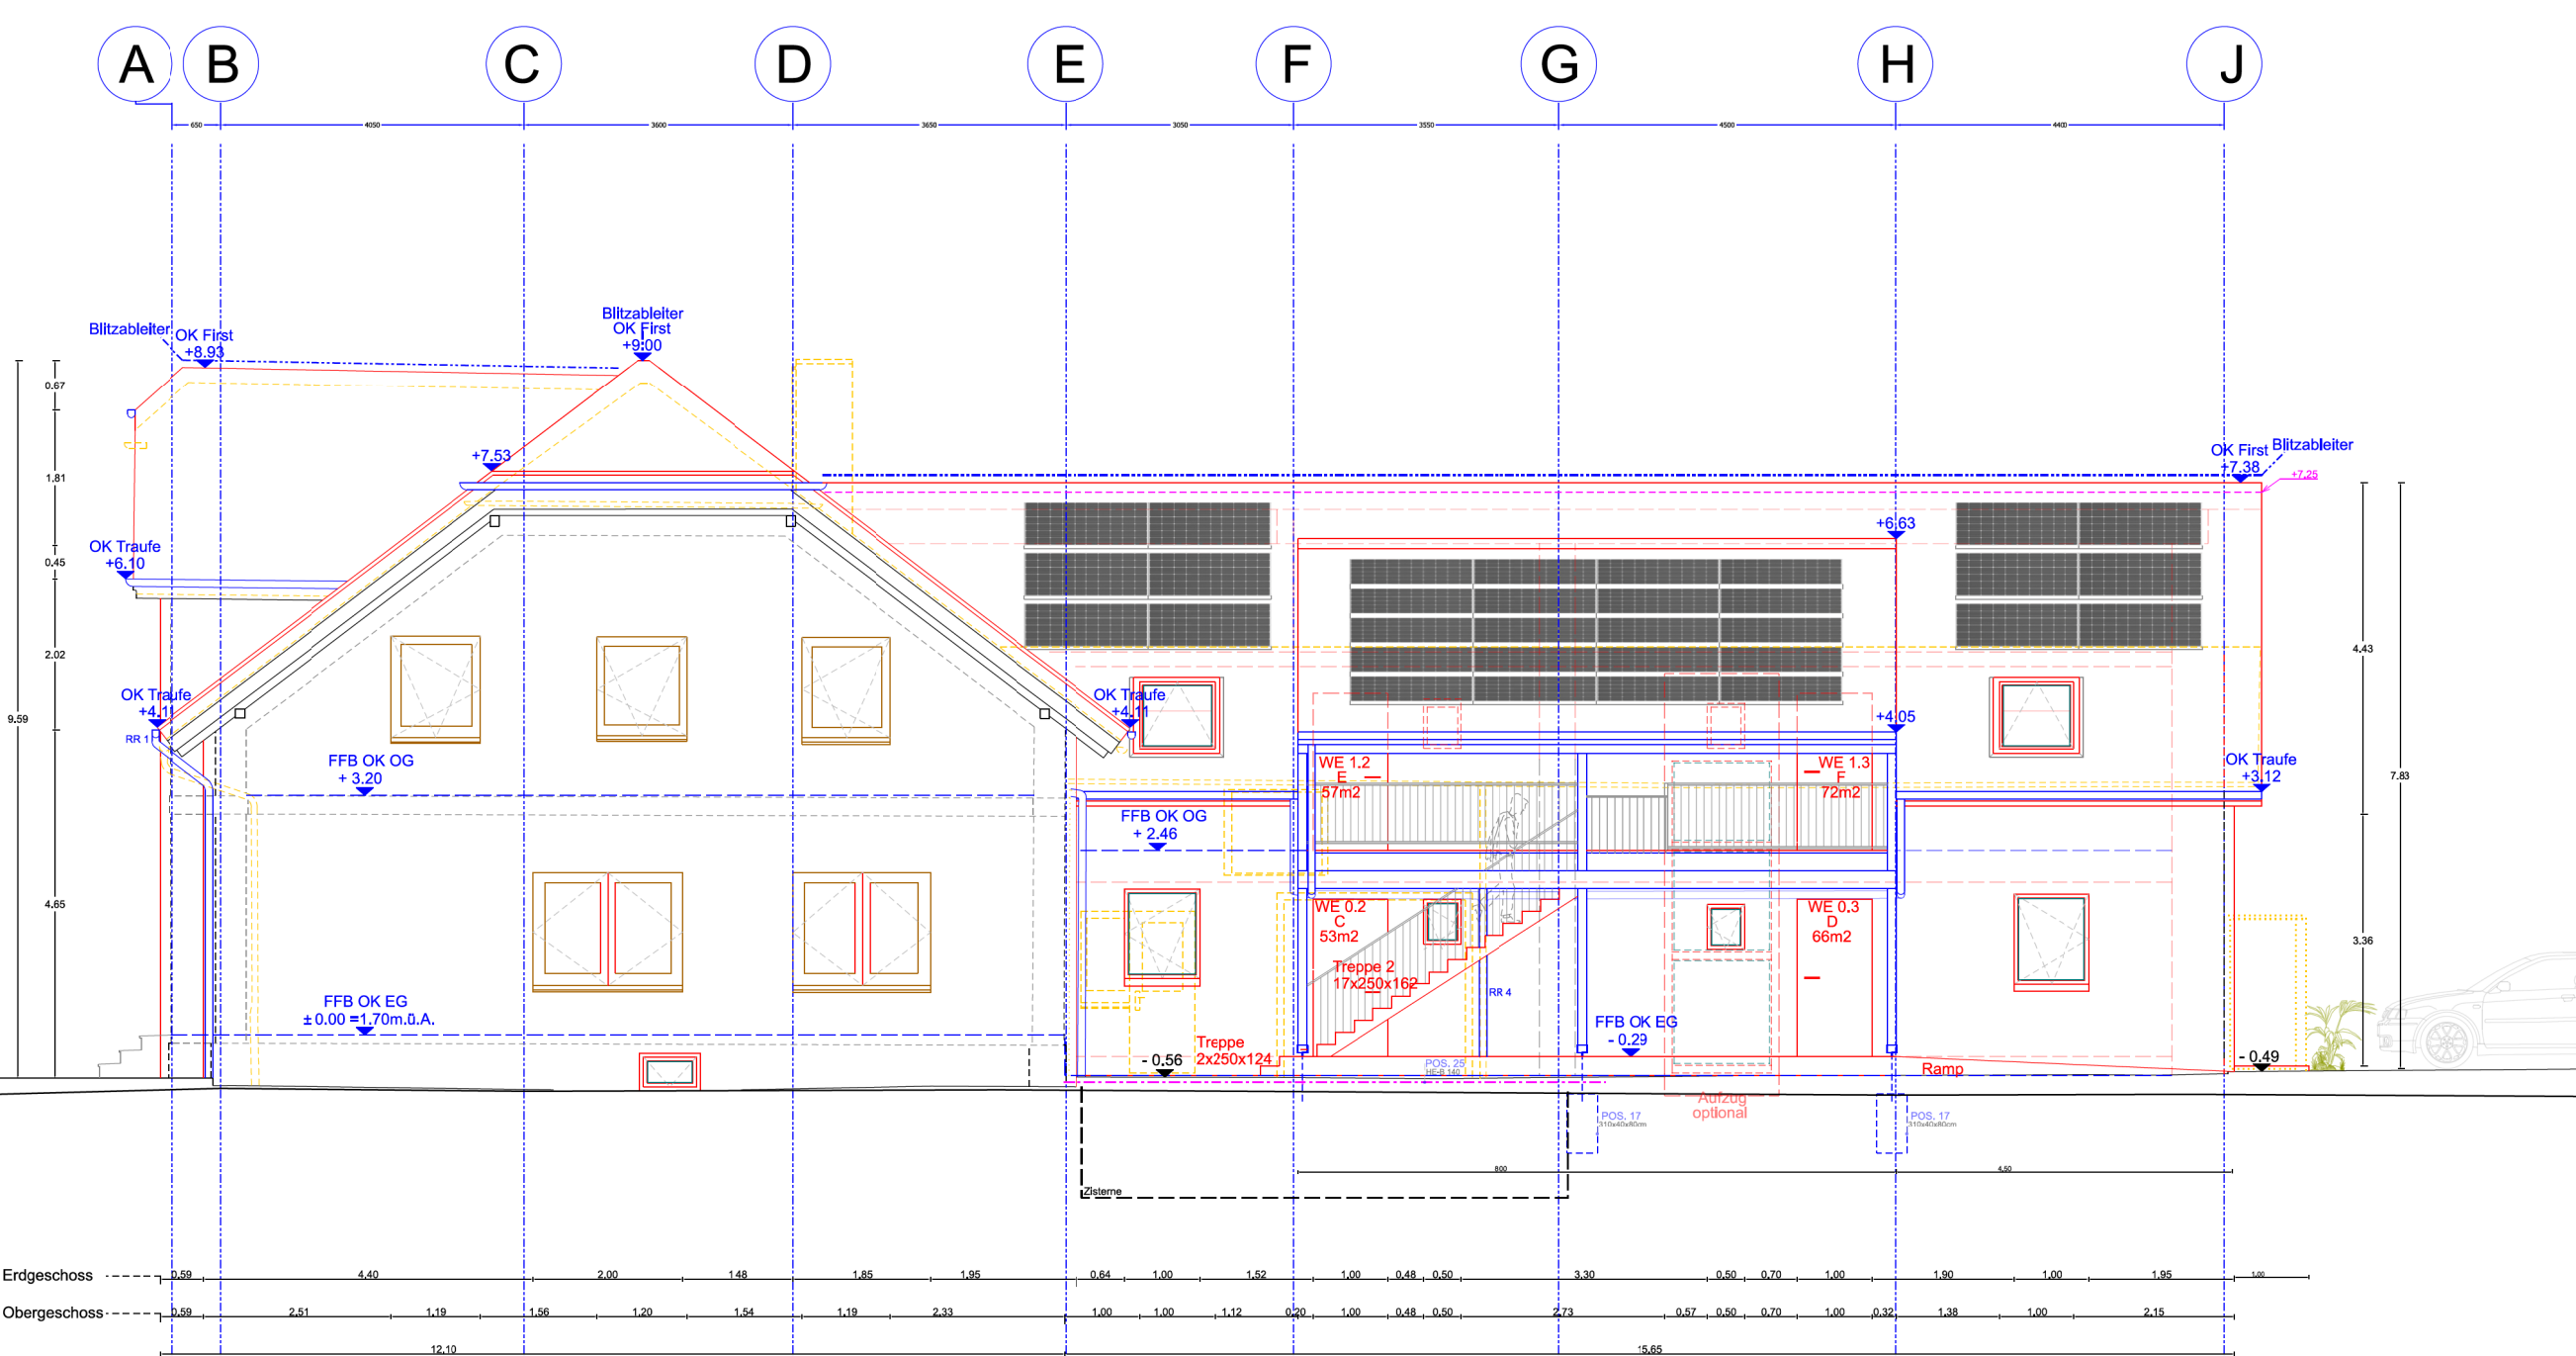 A B C D E F G H J
650 4050 3600 3650 3050 3550 4500 4400
Blitzableiter
OK First
+9.00
Blitzableiter
OK First
+8.93
0.67
1.81
0.45
2.02
4.65
9.59
+7.53
OK First
+7.38
Blitzableiter
+7.25
+6.63
OK Traufe
+6.10
OK Traufe
+4.11
RR 1
OK Traufe
+4.11
+4.05
OK Traufe
+3.12
4.43
7.83
3.36
FFB OK OG
+ 3.20
FFB OK OG
+ 2.46
WE 1.2
E
57m2
WE 1.3
F
72m2
WE 0.2
C
53m2
WE 0.3
D
66m2
Treppe 2
17x250x162
RR 4
FFB OK EG
± 0.00 =1.70m.ü.A.
FFB OK EG
- 0.29
Treppe
2x250x124
- 0.56
POS. 25
HE-B 140
Ramp
- 0.49
Aufzug
optional
POS. 17
310x40x80cm
POS. 17
310x40x80cm
800
4.50
Zisterne
Erdgeschoss 0.59 4.40 2.00 1.48 1.85 1.95 0.64 1.00 1.52 1.00 0.48 0.50 3.30 0.50 0.70 1.00 1.90 1.00 1.95 1.00
Obergeschoss 0.59 2.51 1.19 1.56 1.20 1.54 1.19 2.33 1.00 1.00 1.12 0.20 1.00 0.48 0.50 2.73 0.57 0.50 0.70 1.00 0.32 1.38 1.00 2.15
12.10 15.65